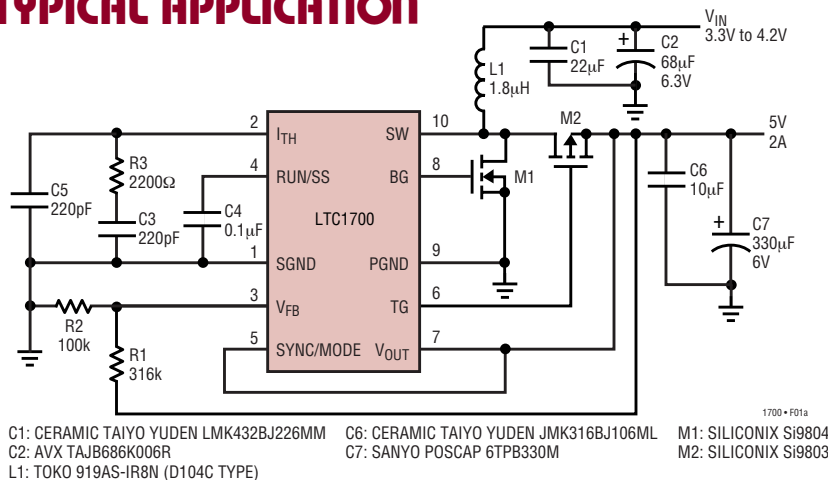 TYPICAL APPLICATION
VIN
3.3V to 4.2V
C1
22μF
+
C2
68μF
6.3V
L1
1.8μH
2
ITH
SW
10
M2
5V
2A
R3
2200Ω
4
RUN/SS
BG
8
M1
C6
10μF
C5
220pF
C3
220pF
C4
0.1μF
LTC1700
+
C7
330μF
6V
1
SGND
PGND
9
3
VFB
TG
6
R2
100k
R1
316k
5
SYNC/MODE
VOUT
7
1700 • F01a
C1: CERAMIC TAIYO YUDEN LMK432BJ226MM
C2: AVX TAJB686K006R
L1: TOKO 919AS-IR8N (D104C TYPE)
C6: CERAMIC TAIYO YUDEN JMK316BJ106ML
C7: SANYO POSCAP 6TPB330M
M1: SILICONIX Si9804
M2: SILICONIX Si9803